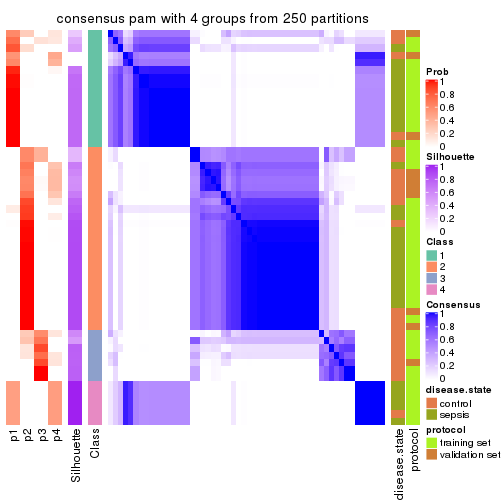 consensus pam with 4 groups from 250 partitions
Prob
1
0.8
0.6
0.4
0.2
0
Silhouette
1
0.8
0.6
0.4
0.2
0
Class
1
2
3
4
Consensus
1
0.8
0.6
0.4
0.2
0
disease.state
control
sepsis
protocol
training set
validation set
p1
p2
p3
p4
Silhouette
Class
disease.state
protocol